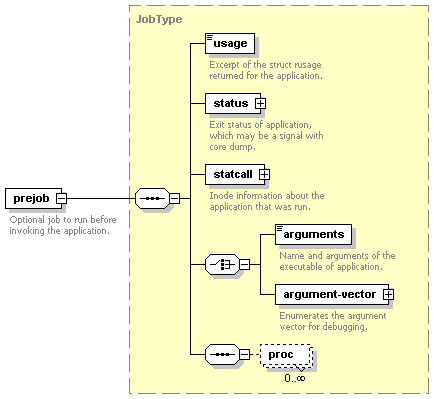 JobType
usage
Excerpt of the struct rusage
returned for the application.
status
Exit status of application,
which may be a signal with
core dump.
statcall
Inode information about the
application that was run.
prejob
Optional job to run before
invoking the application.
arguments
Name and arguments of the
executable of application.
argument-vector
Enumerates the argument
vector for debugging.
proc
0..∞